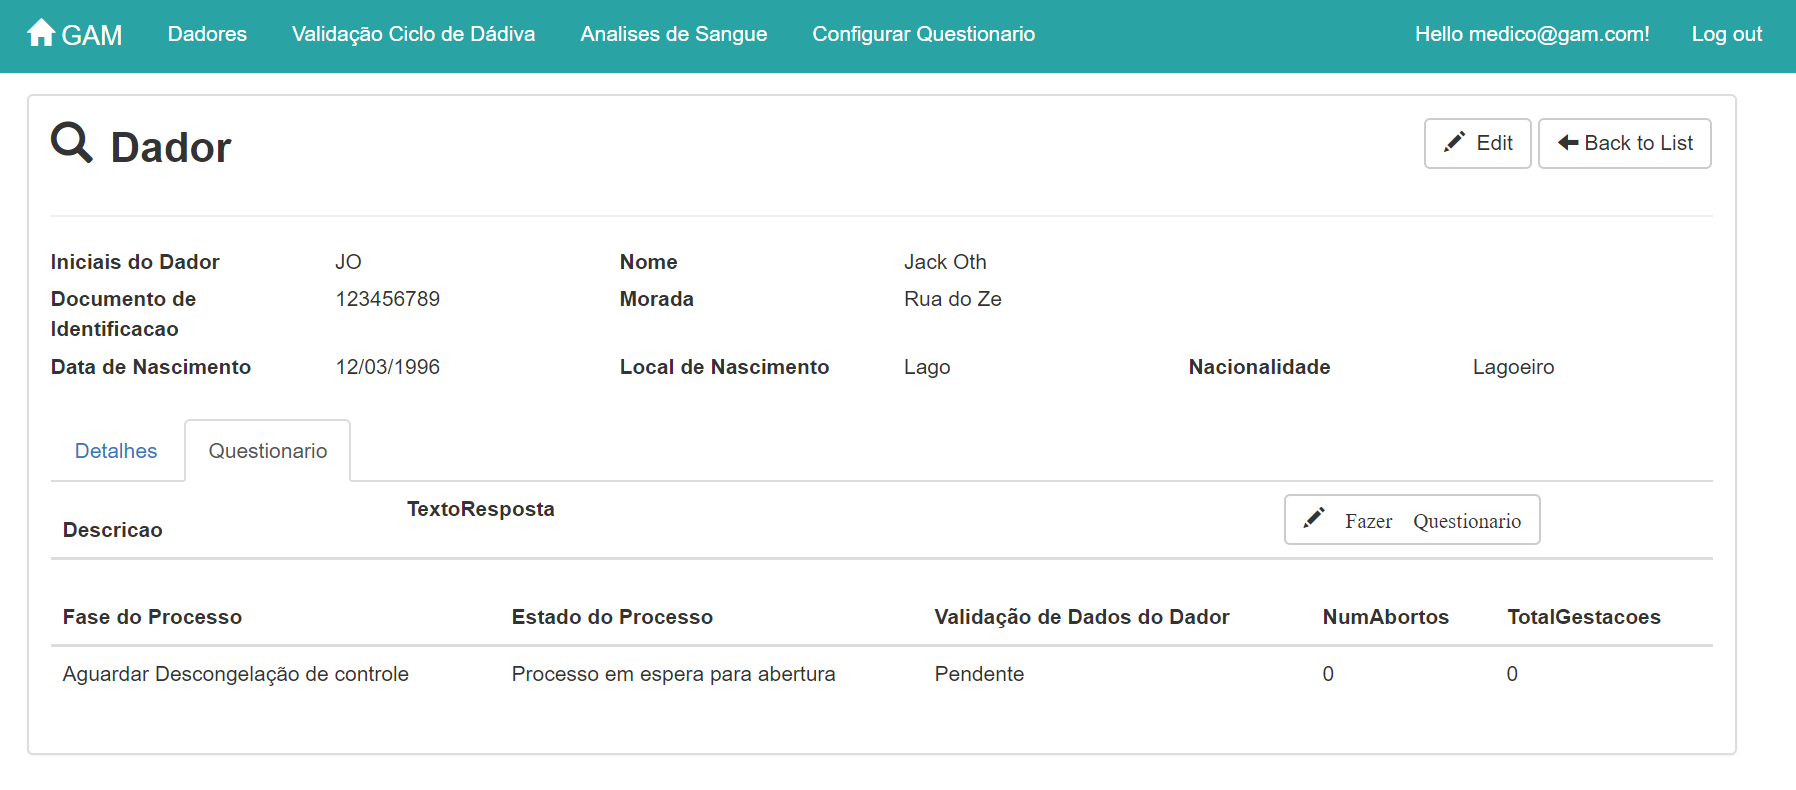 GAM Dadores Validação Ciclo de Dádiva Analises de Sangue Configurar Questionario Hello medico@gam.com! Log out
Dador Edit Back to List
Iniciais do Dador JO Nome Jack Oth
Documento de Identificacao 123456789 Morada Rua do Ze
Data de Nascimento 12/03/1996 Local de Nascimento Lago Nacionalidade Lagoeiro
Detalhes Questionario
Descricao TextoResposta Fazer Questionario
Fase do Processo Estado do Processo Validação de Dados do Dador NumAbortos TotalGestacoes
Aguardar Descongelação de controle Processo em espera para abertura Pendente 0 0